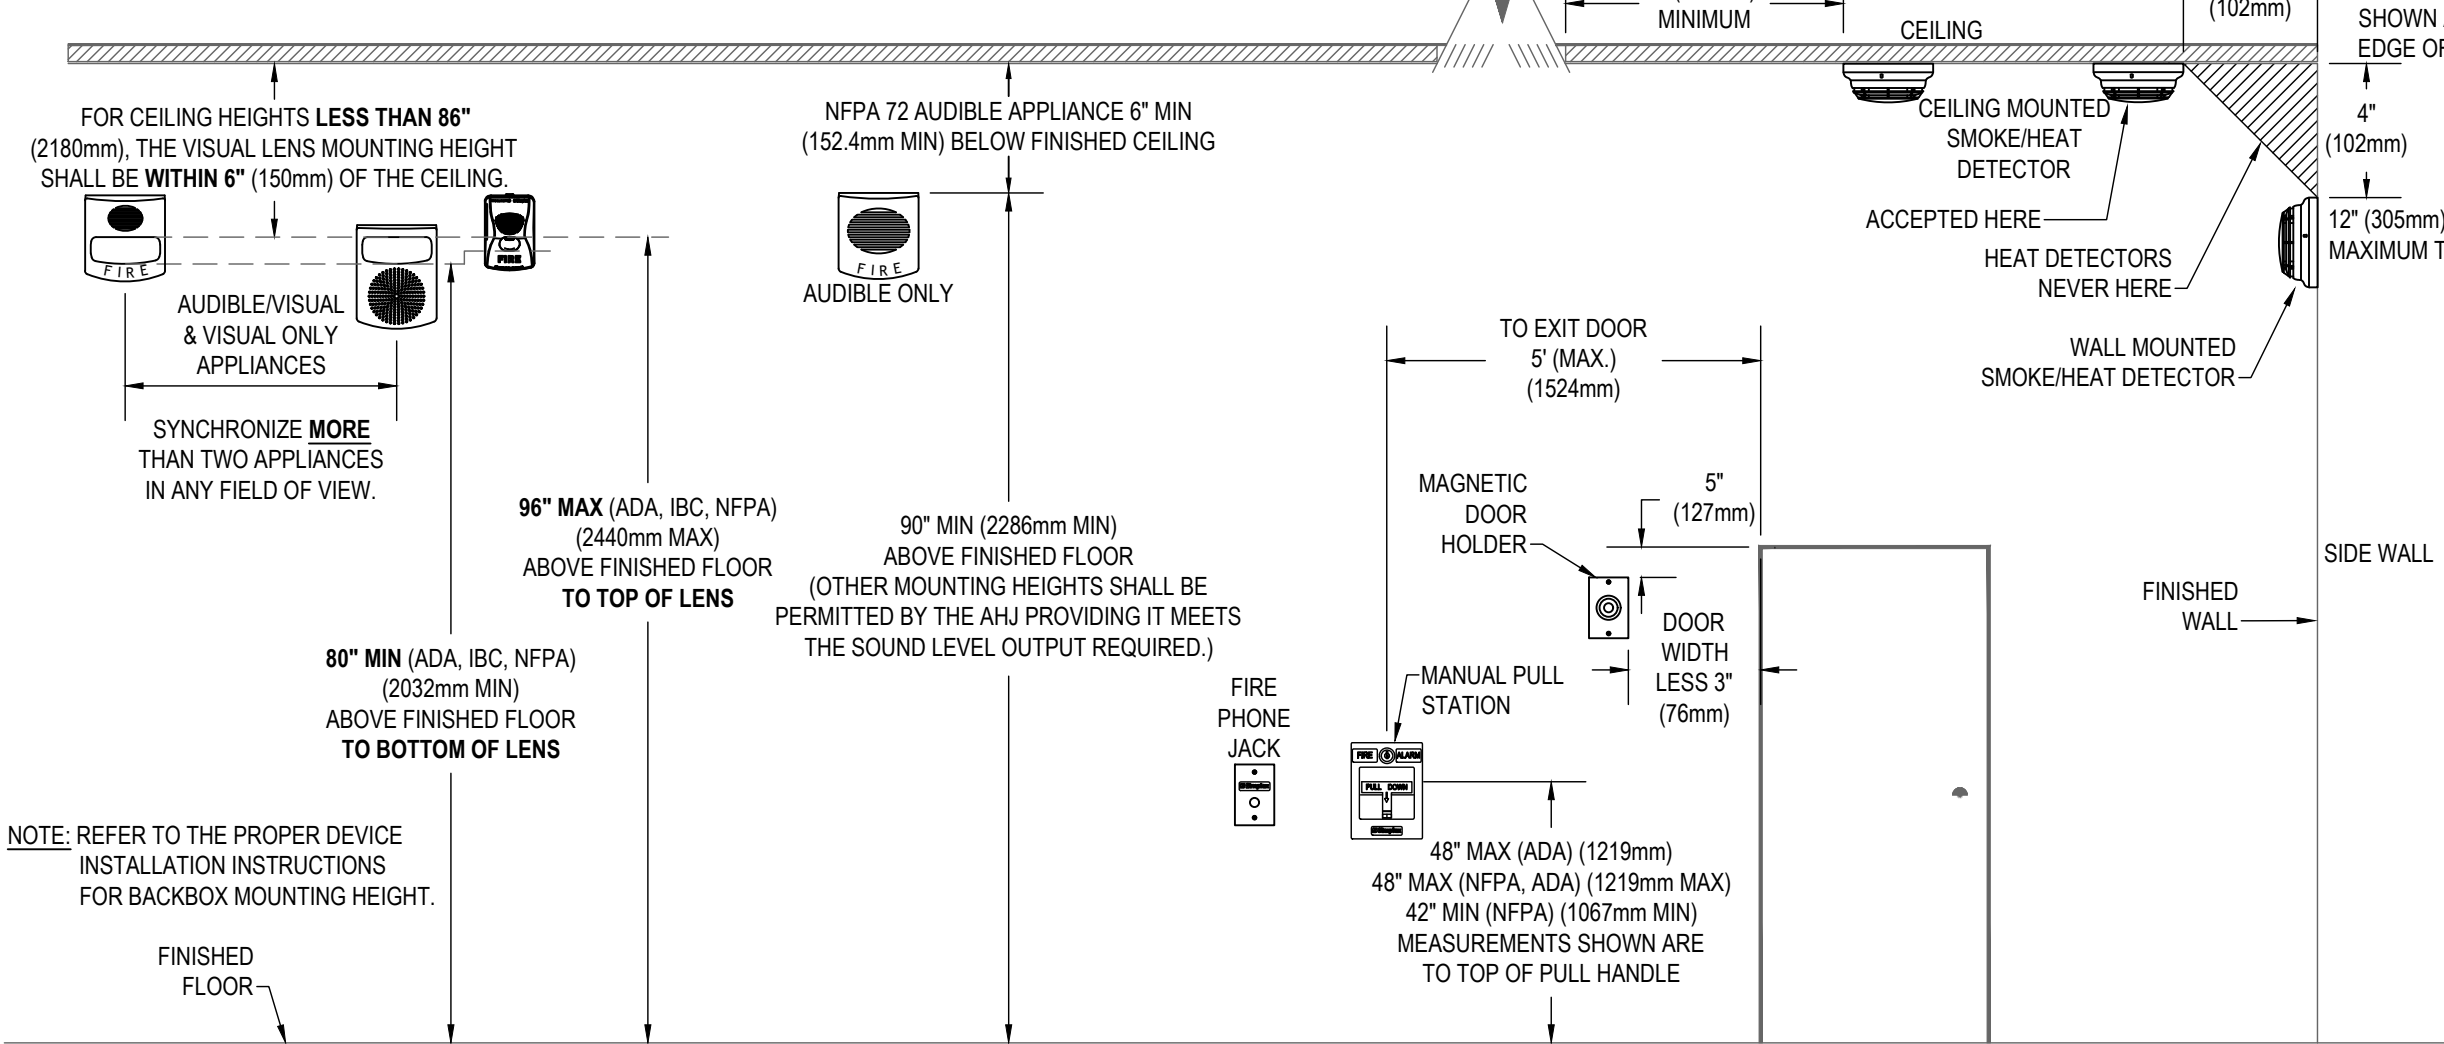 MINIMUM
CEILING
(102mm)
SHOWN
EDGE OF
FOR CEILING HEIGHTS LESS THAN 86"
(2180mm), THE VISUAL LENS MOUNTING HEIGHT
SHALL BE WITHIN 6" (150mm) OF THE CEILING.
FIRE
FIRE
AUDIBLE/VISUAL
& VISUAL ONLY
APPLIANCES
SYNCHRONIZE MORE
THAN TWO APPLIANCES
IN ANY FIELD OF VIEW.
80" MIN (ADA, IBC, NFPA)
(2032mm MIN)
ABOVE FINISHED FLOOR
TO BOTTOM OF LENS
96" MAX (ADA, IBC, NFPA)
(2440mm MAX)
ABOVE FINISHED FLOOR
TO TOP OF LENS
NOTE: REFER TO THE PROPER DEVICE
INSTALLATION INSTRUCTIONS
FOR BACKBOX MOUNTING HEIGHT.
FINISHED
FLOOR
NFPA 72 AUDIBLE APPLIANCE 6" MIN
(152.4mm MIN) BELOW FINISHED CEILING
FIRE
AUDIBLE ONLY
90" MIN (2286mm MIN)
ABOVE FINISHED FLOOR
(OTHER MOUNTING HEIGHTS SHALL BE
PERMITTED BY THE AHJ PROVIDING IT MEETS
THE SOUND LEVEL OUTPUT REQUIRED.)
FIRE
PHONE
JACK
TO EXIT DOOR
5' (MAX.)
(1524mm)
MAGNETIC
DOOR
HOLDER
5"
(127mm)
DOOR
WIDTH
LESS 3"
(76mm)
MANUAL PULL
STATION
FIRE ALARM
PULL DOWN
48" MAX (ADA) (1219mm)
48" MAX (NFPA, ADA) (1219mm MAX)
42" MIN (NFPA) (1067mm MIN)
MEASUREMENTS SHOWN ARE
TO TOP OF PULL HANDLE
CEILING MOUNTED
SMOKE/HEAT
DETECTOR
ACCEPTED HERE
HEAT DETECTORS
NEVER HERE
WALL MOUNTED
SMOKE/HEAT DETECTOR
4"
(102mm)
12" (305mm)
MAXIMUM T
SIDE WALL
FINISHED
WALL